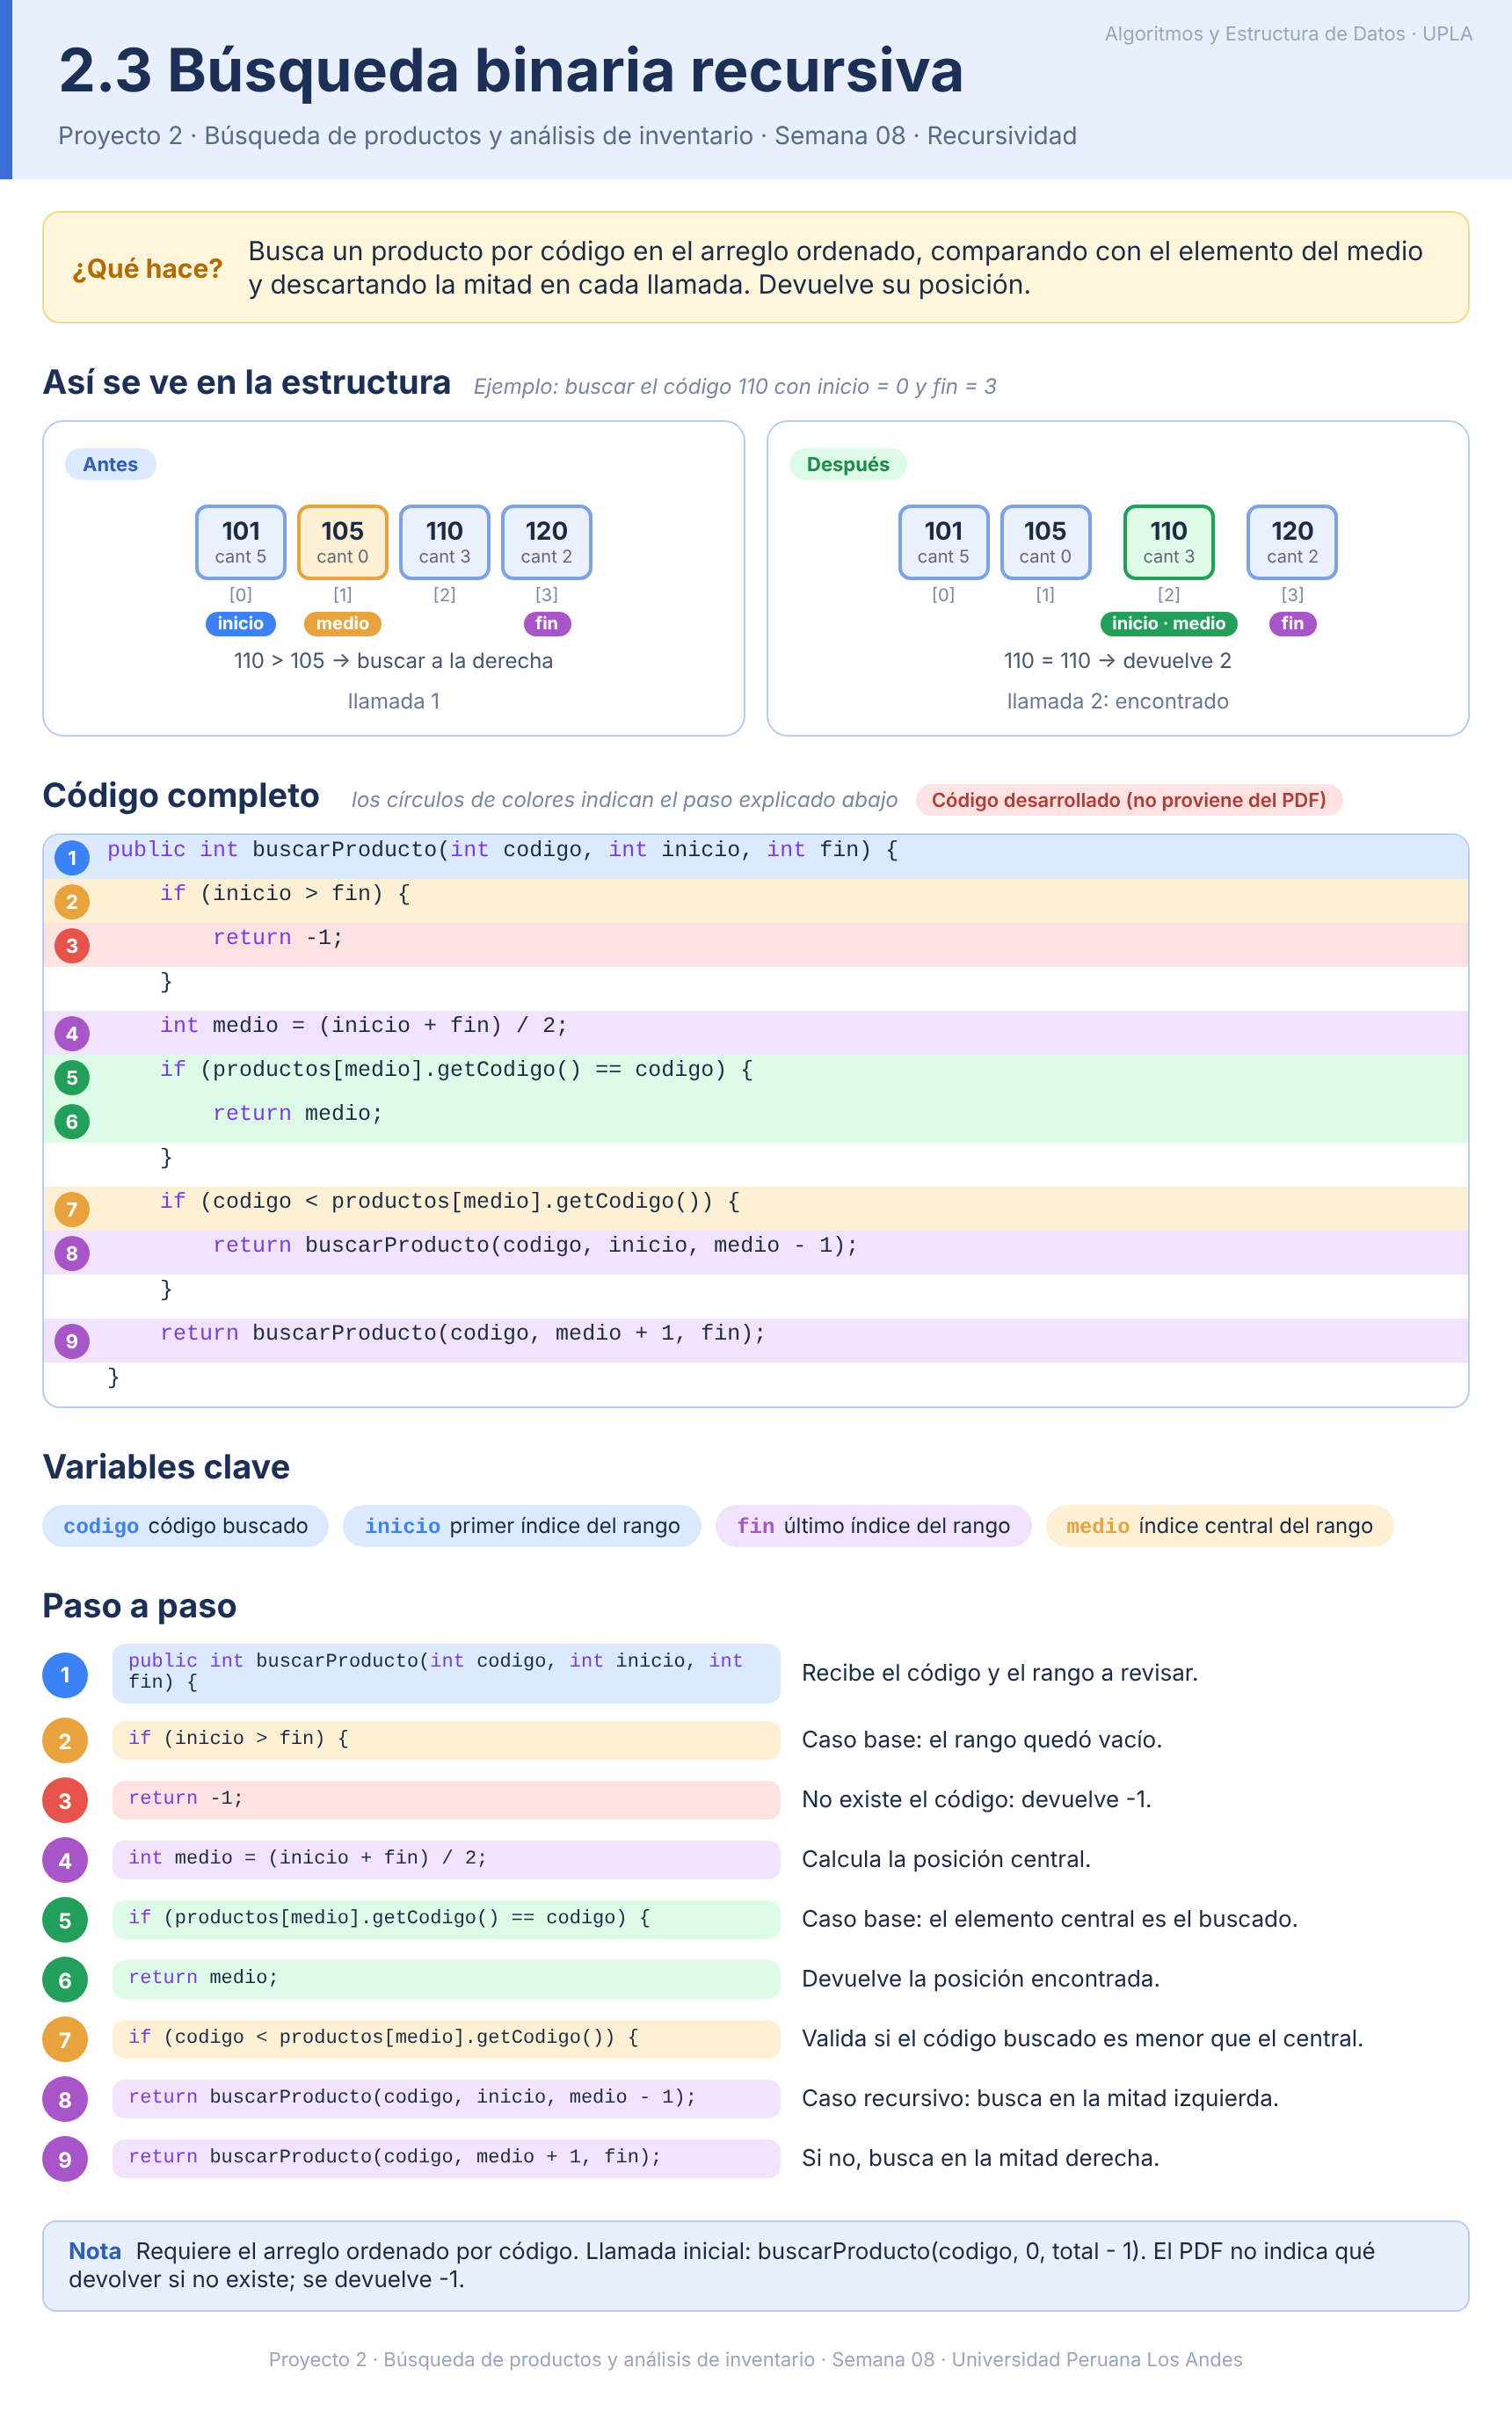 Algoritmos y Estructura de Datos · UPLA
2.3 Búsqueda binaria recursiva
Proyecto 2 · Búsqueda de productos y análisis de inventario · Semana 08 · Recursividad
¿Qué hace?
Busca un producto por código en el arreglo ordenado, comparando con el elemento del medio
y descartando la mitad en cada llamada. Devuelve su posición.
Así se ve en la estructura Ejemplo: buscar el código 110 con inicio = 0 y fin = 3
Antes
101 105 110 120
cant 5 cant 0 cant 3 cant 2
[0] [1] [2] [3]
inicio medio fin
110 > 105 → buscar a la derecha
llamada 1
Después
101 105 110 120
cant 5 cant 0 cant 3 cant 2
[0] [1] [2] [3]
inicio · medio fin
110 = 110 → devuelve 2
llamada 2: encontrado
Código completo los círculos de colores indican el paso explicado abajo Código desarrollado (no proviene del PDF)
1 public int buscarProducto(int codigo, int inicio, int fin) {
2     if (inicio > fin) {
3         return -1;
    }
4     int medio = (inicio + fin) / 2;
5     if (productos[medio].getCodigo() == codigo) {
6         return medio;
    }
7     if (codigo < productos[medio].getCodigo()) {
8         return buscarProducto(codigo, inicio, medio - 1);
    }
9     return buscarProducto(codigo, medio + 1, fin);
}
Variables clave
codigo código buscado inicio primer índice del rango fin último índice del rango medio índice central del rango
Paso a paso
1 public int buscarProducto(int codigo, int inicio, int
fin) {
Recibe el código y el rango a revisar.
2 if (inicio > fin) { Caso base: el rango quedó vacío.
3 return -1; No existe el código: devuelve -1.
4 int medio = (inicio + fin) / 2; Calcula la posición central.
5 if (productos[medio].getCodigo() == codigo) { Caso base: el elemento central es el buscado.
6 return medio; Devuelve la posición encontrada.
7 if (codigo < productos[medio].getCodigo()) { Valida si el código buscado es menor que el central.
8 return buscarProducto(codigo, inicio, medio - 1); Caso recursivo: busca en la mitad izquierda.
9 return buscarProducto(codigo, medio + 1, fin); Si no, busca en la mitad derecha.
Nota Requiere el arreglo ordenado por código. Llamada inicial: buscarProducto(codigo, 0, total - 1). El PDF no indica qué
devolver si no existe; se devuelve -1.
Proyecto 2 · Búsqueda de productos y análisis de inventario · Semana 08 · Universidad Peruana Los Andes